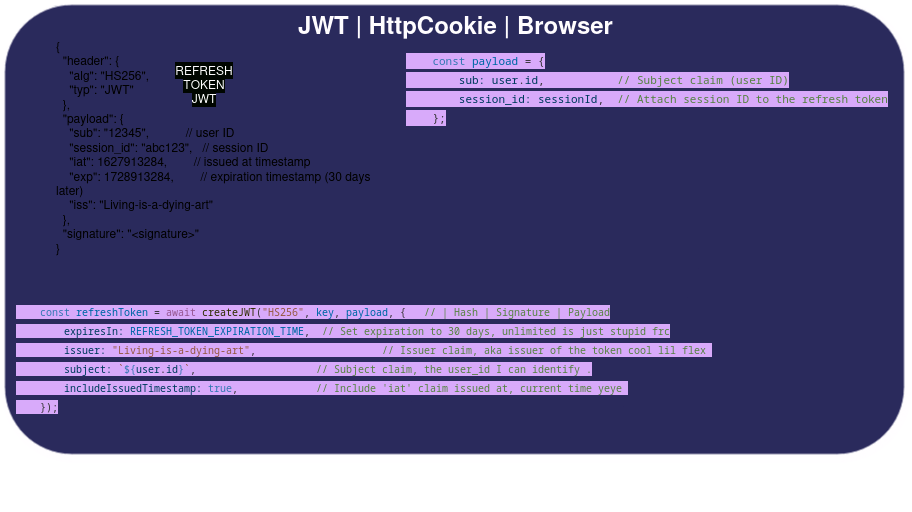 JWT | HttpCookie | Browser
{
"header": {
"alg": "HS256",
"typ": "JWT"
},
"payload": {
"sub": "12345", // user ID
"session_id": "abc123", // session ID
"iat": 1627913284, // issued at timestamp
"exp": 1728913284, // expiration timestamp (30 days
later)
"iss": "Living-is-a-dying-art"
},
"signature": "<signature>"
}
REFRESH
TOKEN
JWT
const payload = {
sub: user.id, // Subject claim (user ID)
session_id: sessionId, // Attach session ID to the refresh token
};
const refreshToken = await createJWT("HS256", key, payload, { // | Hash | Signature | Payload
expiresIn: REFRESH_TOKEN_EXPIRATION_TIME, // Set expiration to 30 days, unlimited is just stupid frc
issuer: "Living-is-a-dying-art", // Issuer claim, aka issuer of the token cool lil flex
subject: `${user.id}`, // Subject claim, the user_id I can identify .
includeIssuedTimestamp: true, // Include 'iat' claim issued at, current time yeye
});